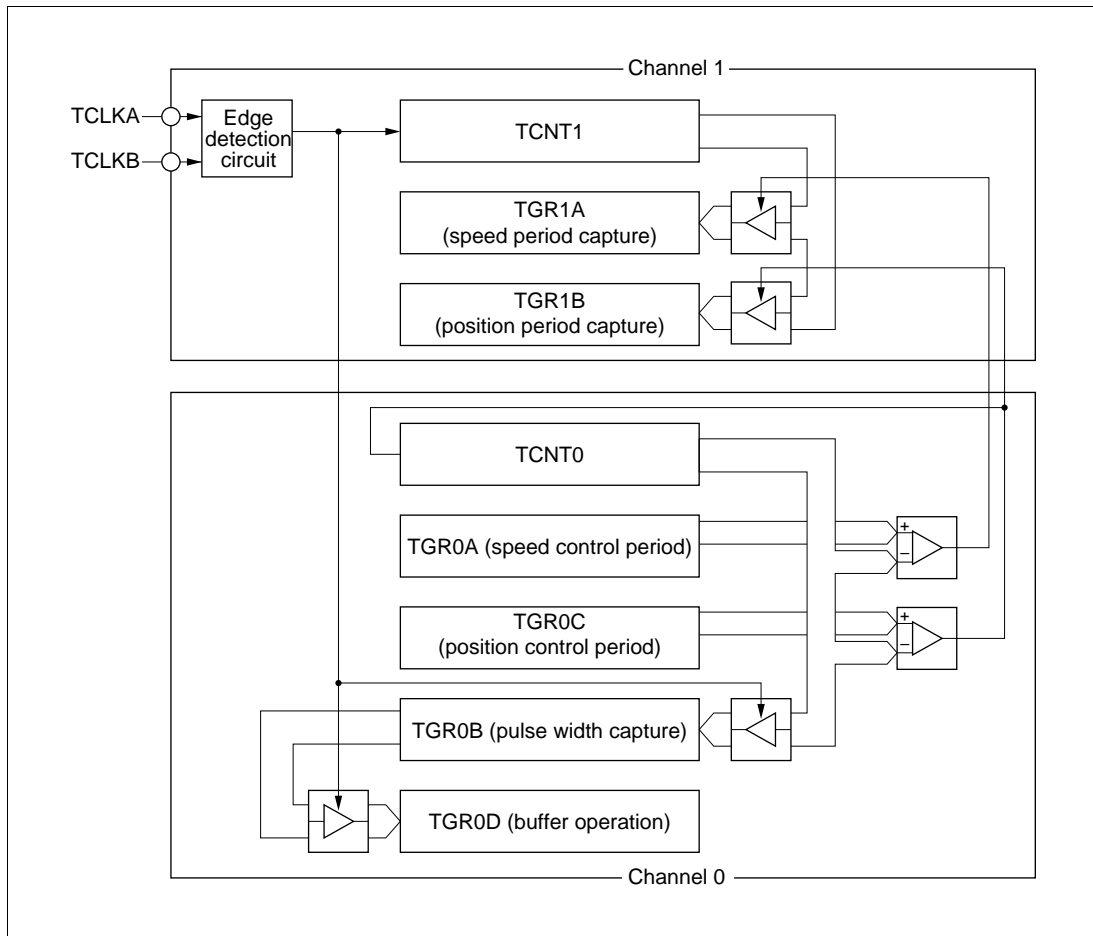 Channel 1
TCLKA
TCLKB
Edge
detection
circuit
TCNT1
TGR1A
(speed period capture)
TGR1B
(position period capture)
TCNT0
TGR0A (speed control period)
+
−
TGR0C
(position control period)
+
−
TGR0B (pulse width capture)
TGR0D (buffer operation)
Channel 0